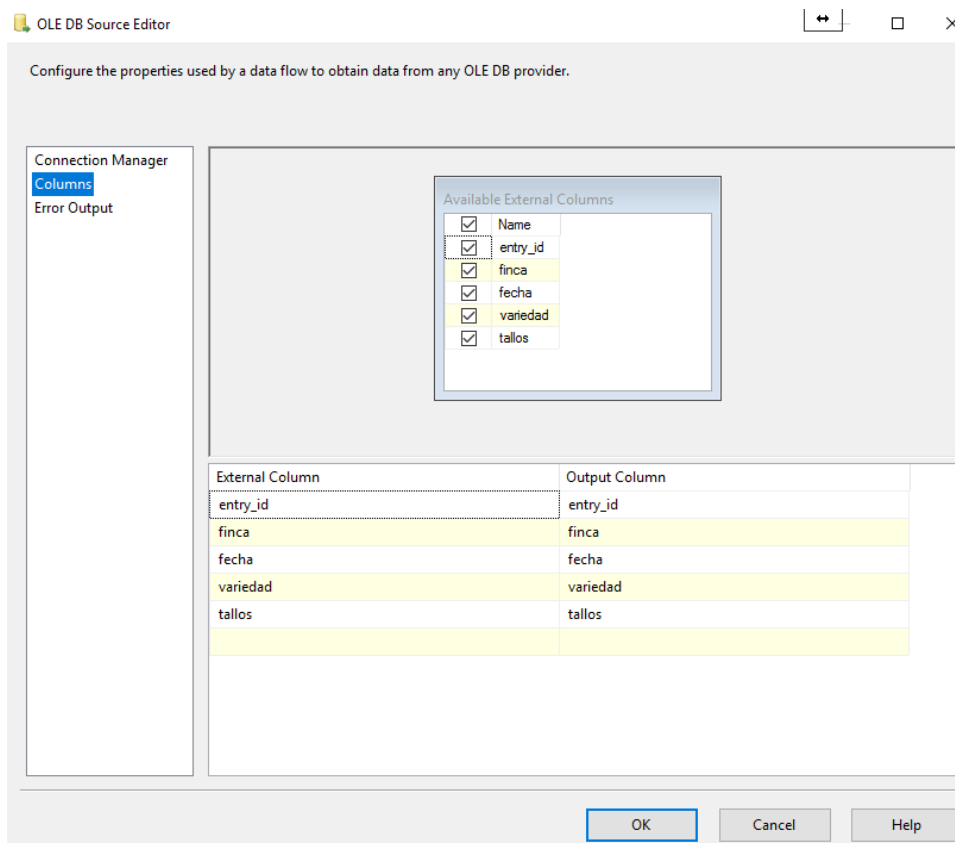 OLE DB Source Editor
Configure the properties used by a data flow to obtain data from any OLE DB provider.
Connection Manager
Columns
Error Output
Available External Columns
Name
entry_id
finca
fecha
variedad
tallos
External Column Output Column
entry_id entry_id
finca finca
fecha fecha
variedad variedad
tallos tallos
OK Cancel Help